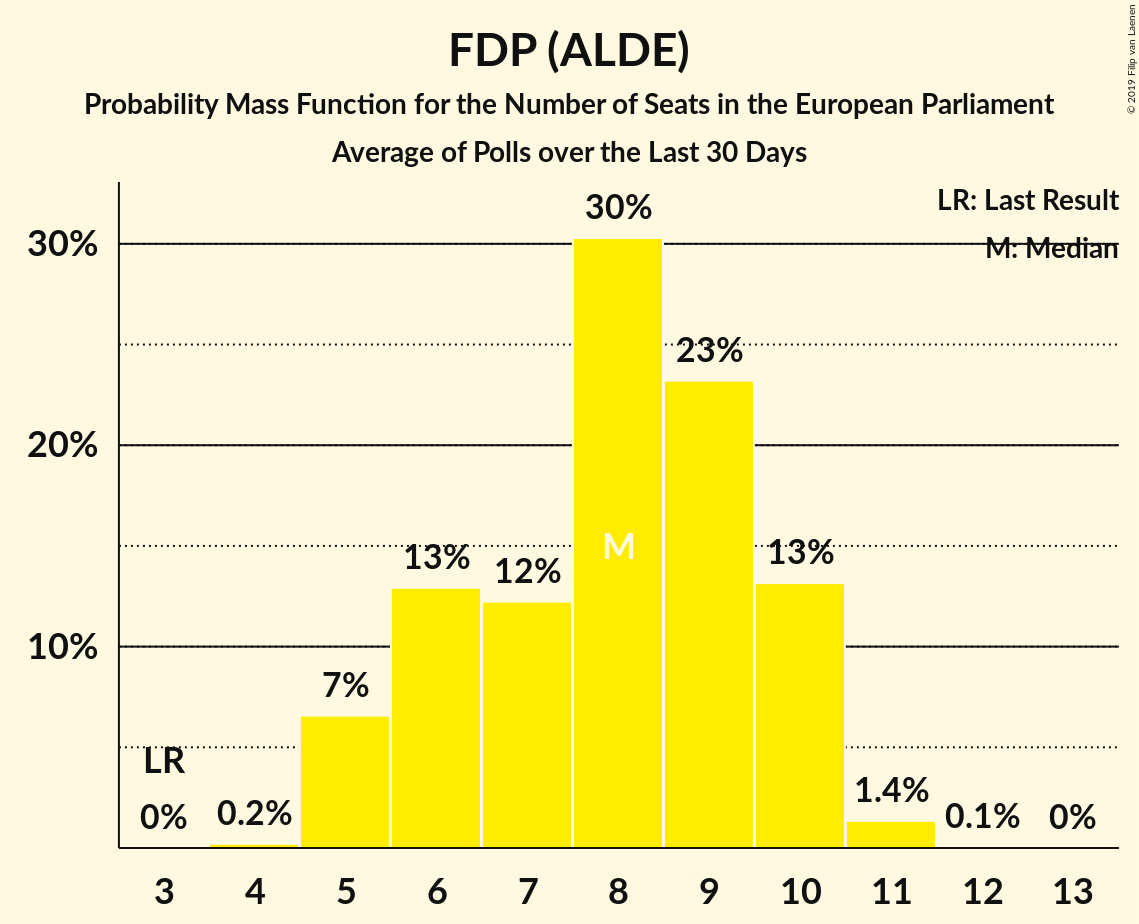 FDP (ALDE)
Probability Mass Function for the Number of Seats in the European Parliament
Average of Polls over the Last 30 Days
© 2019 Filip van Laenen
LR: Last Result
M: Median
30%
20%
10%
LR
0%
0.2%
7%
13%
12%
30%
M
23%
13%
1.4%
0.1%
0%
3 4 5 6 7 8 9 10 11 12 13